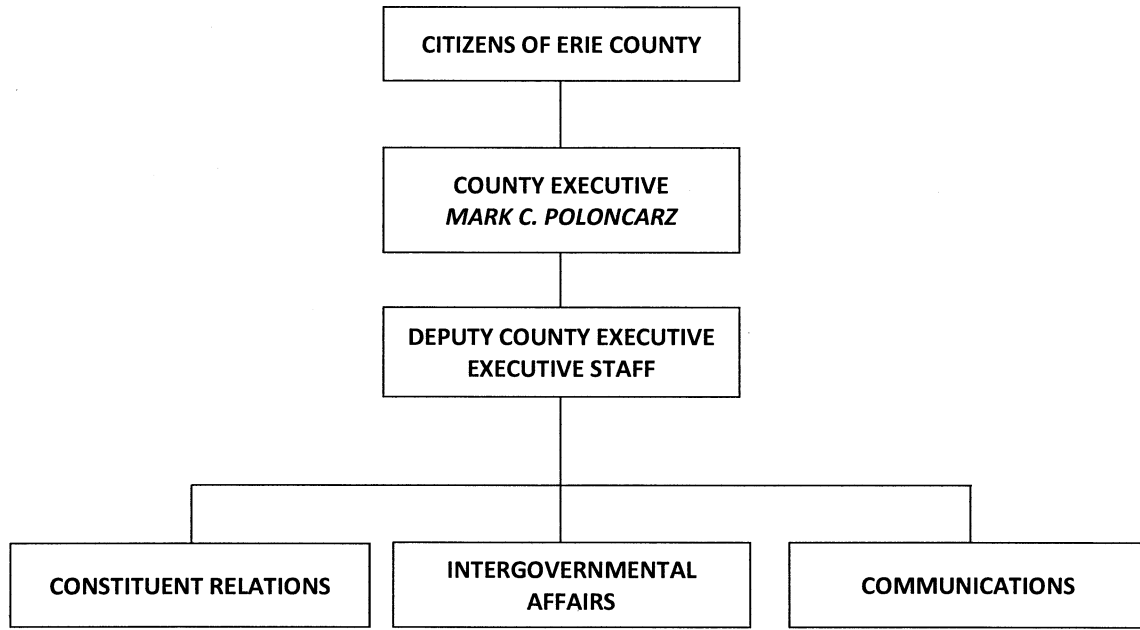 CITIZENS OF ERIE COUNTY
COUNTY EXECUTIVE
MARK C. POLONCARZ
DEPUTY COUNTY EXECUTIVE
EXECUTIVE STAFF
CONSTITUENT RELATIONS
INTERGOVERNMENTAL
AFFAIRS
COMMUNICATIONS